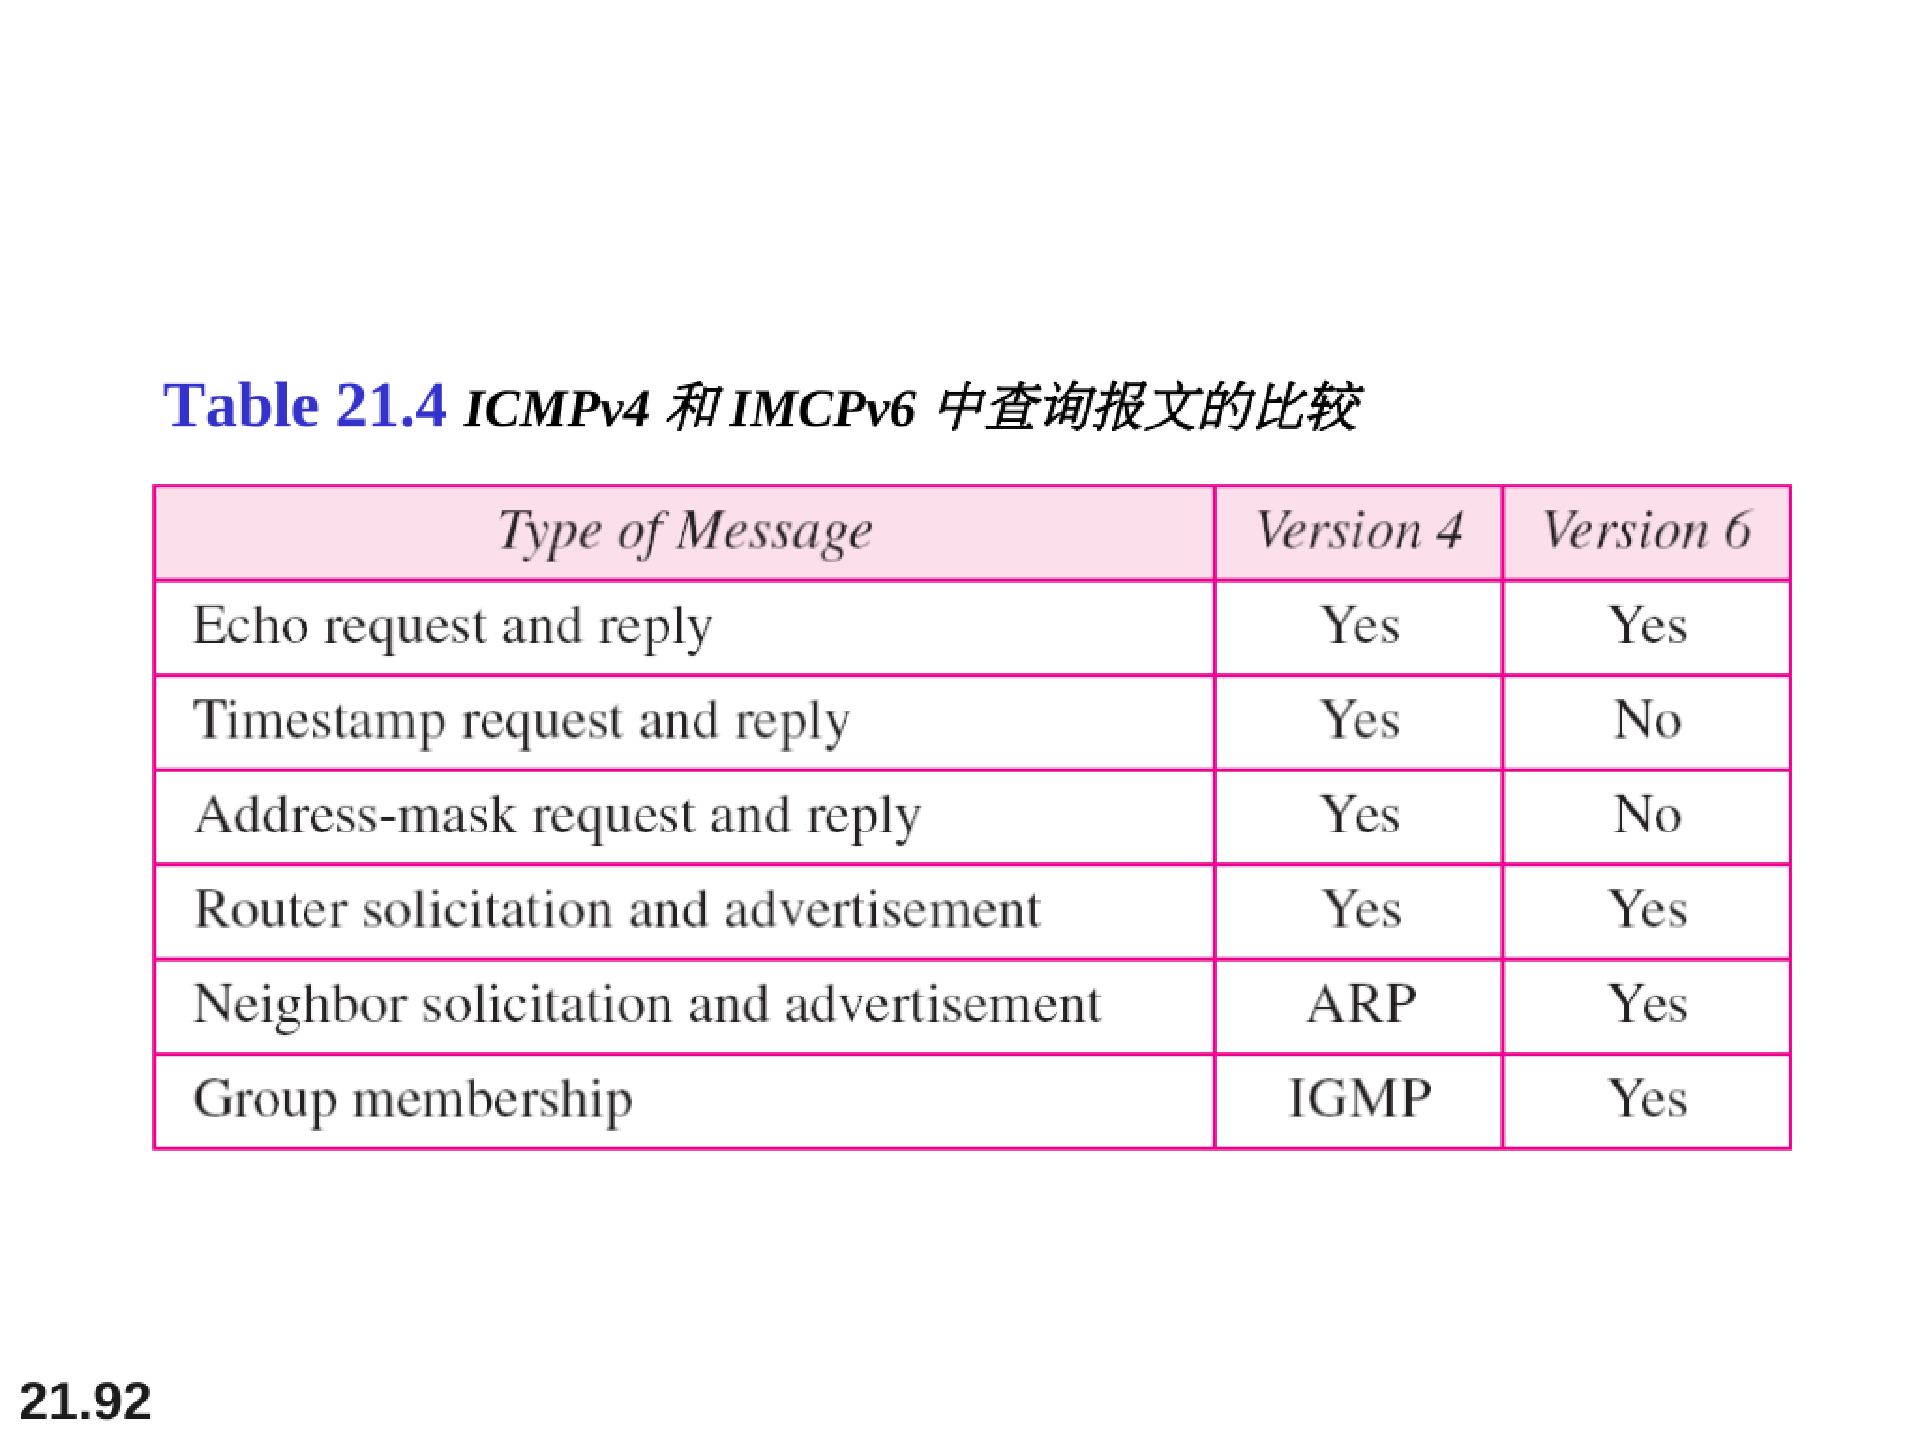 Table 21.4 ICMPv4 和 IMCPv6 中查询报文的比较
Type of Message Version 4 Version 6
Echo request and reply Yes Yes
Timestamp request and reply Yes No
Address-mask request and reply Yes No
Router solicitation and advertisement Yes Yes
Neighbor solicitation and advertisement ARP Yes
Group membership IGMP Yes
21.92